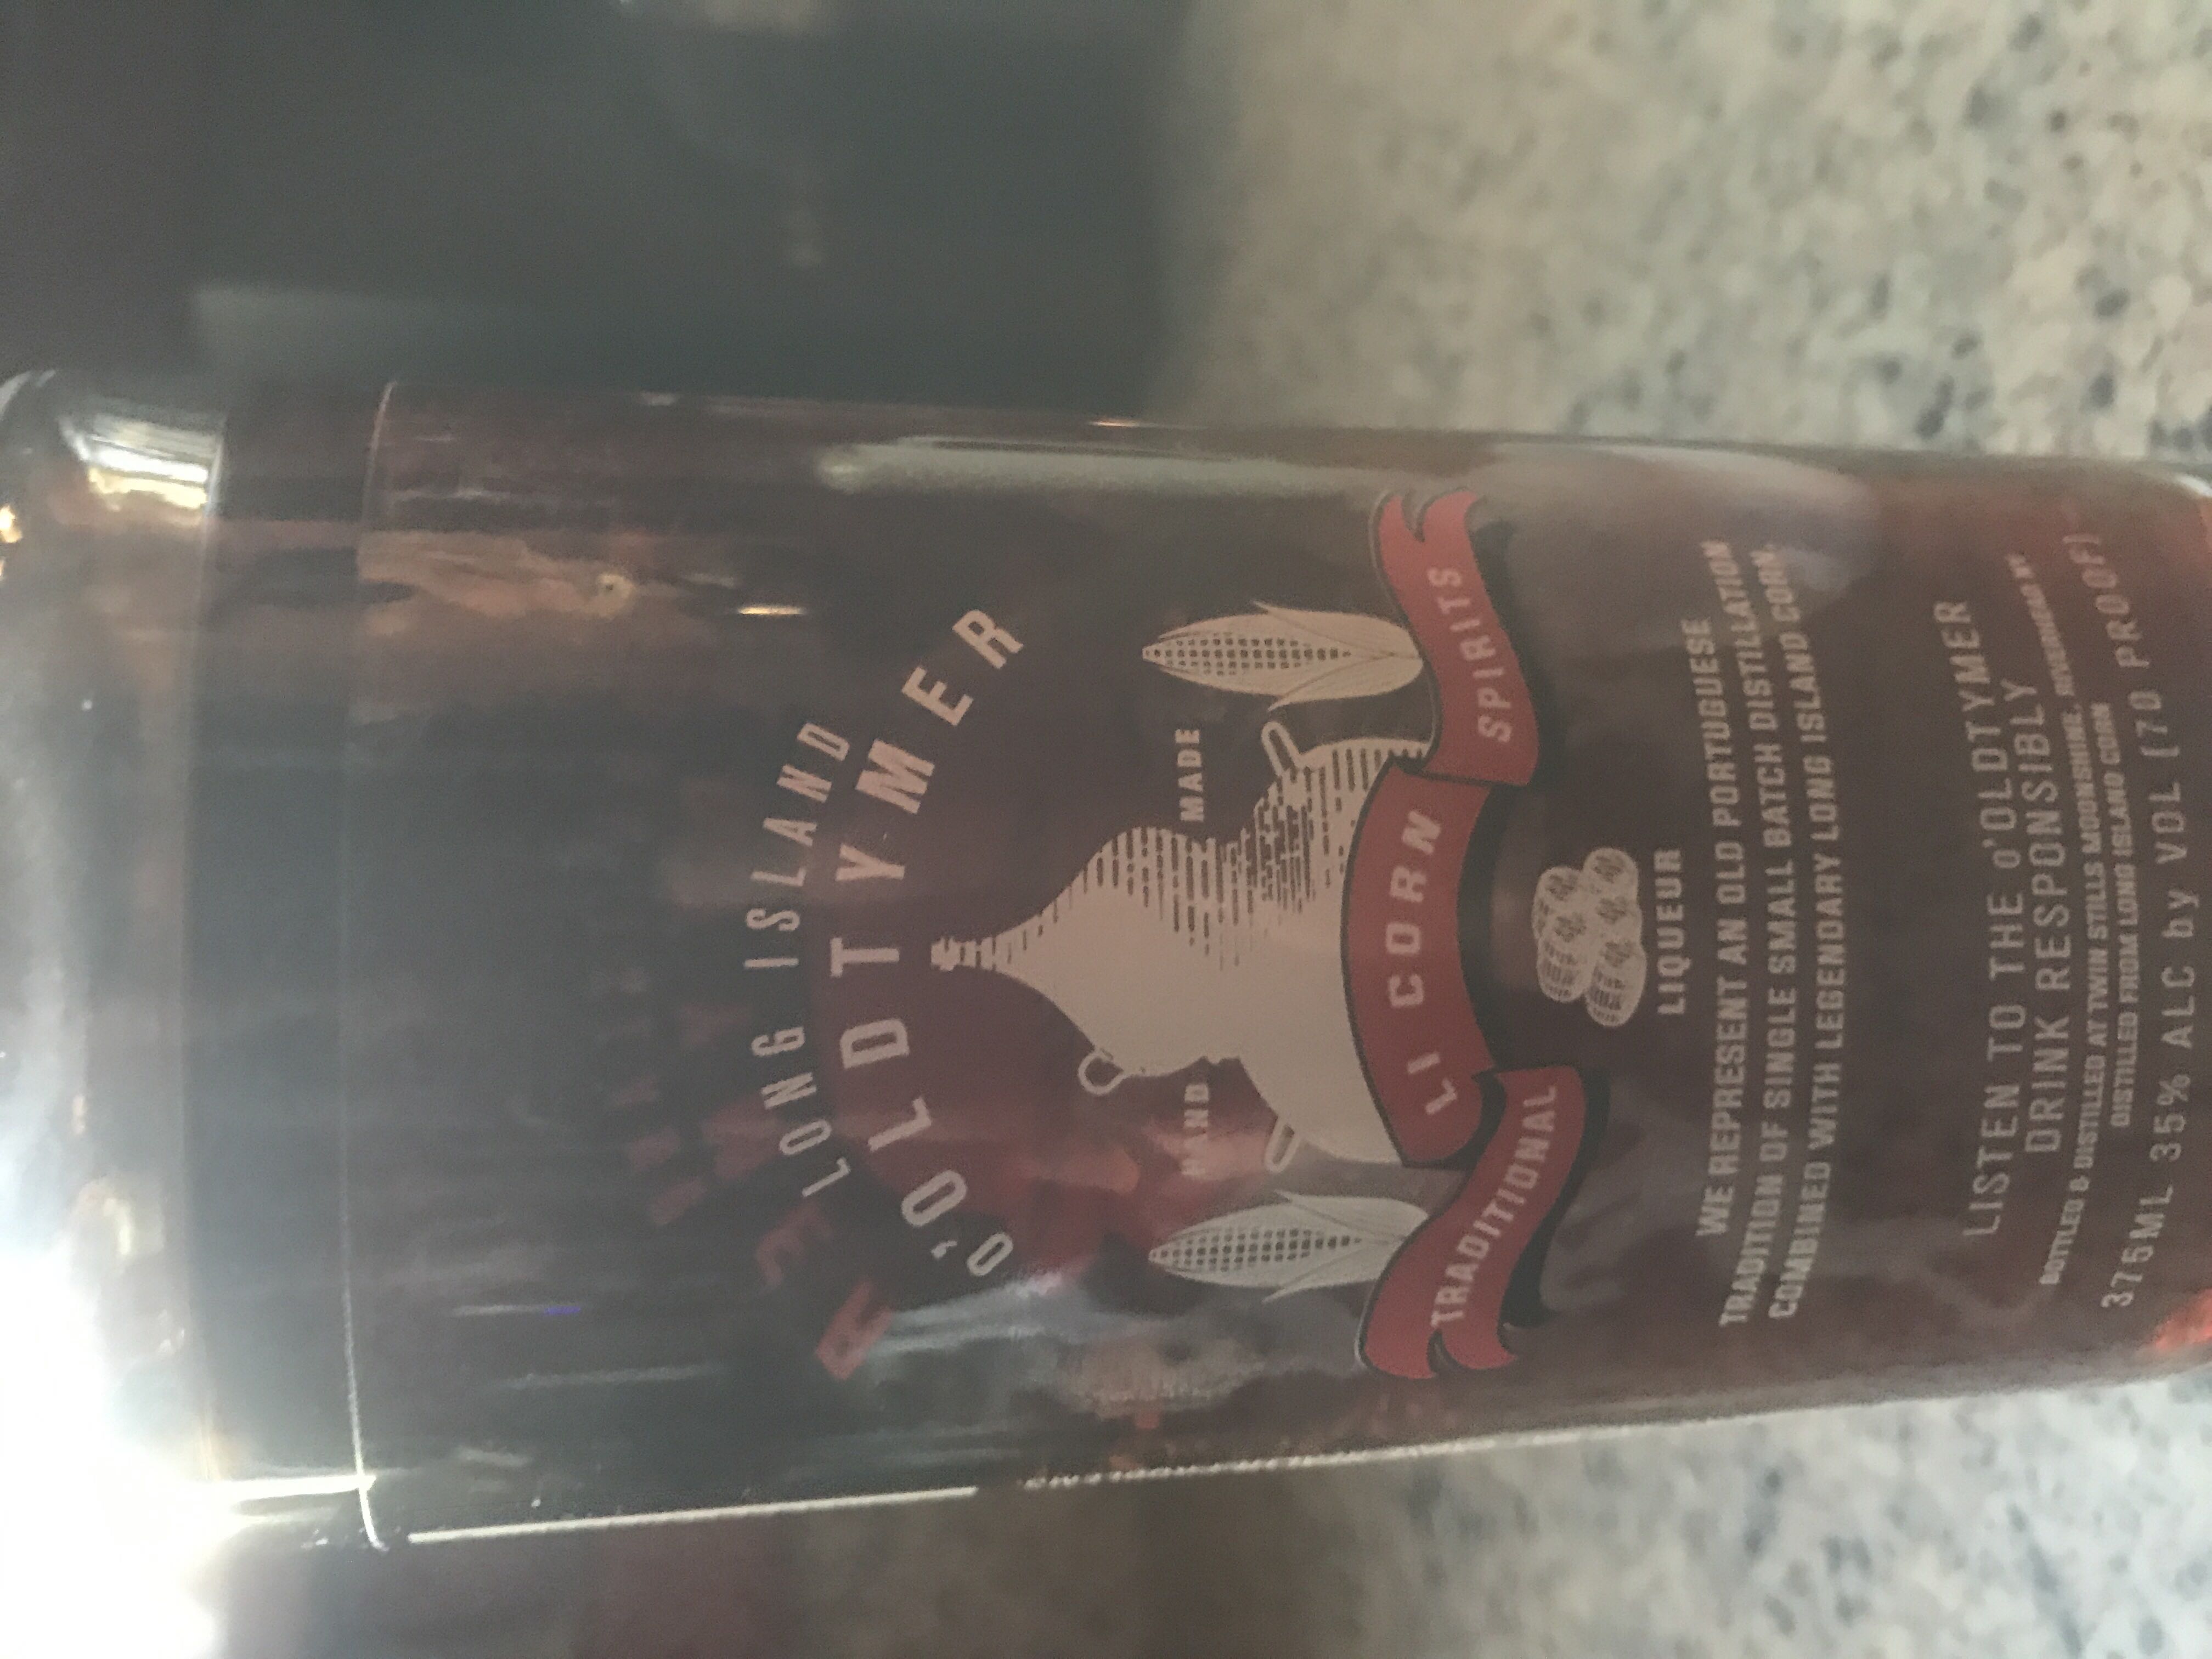 LONG ISLAND
O'OLDTYMER
HAND MADE
TRADITIONAL LI CORN SPIRITS
LIQUEUR
WE REPRESENT AN OLD PORTUGUESE
TRADITION OF SINGLE SMALL BATCH DISTILLATION
COMBINED WITH LEGENDARY LONG ISLAND CORN.
LISTEN TO THE O'OLDTYMER
DRINK RESPONSIBLY
BOTTLED & DISTILLED AT TWIN STILLS MOONSHINE, RIVERHEAD NY
DISTILLED FROM LONG ISLAND CORN
375ML 35% ALC by VOL (70 PROOF)